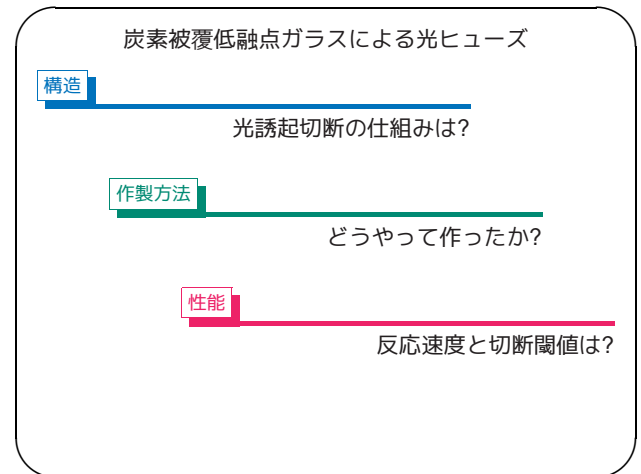 炭素被覆低融点ガラスによる光ヒューズ
構造
光誘起切断の仕組みは?
作製方法
どうやって作ったか?
性能
反応速度と切断閾値は?